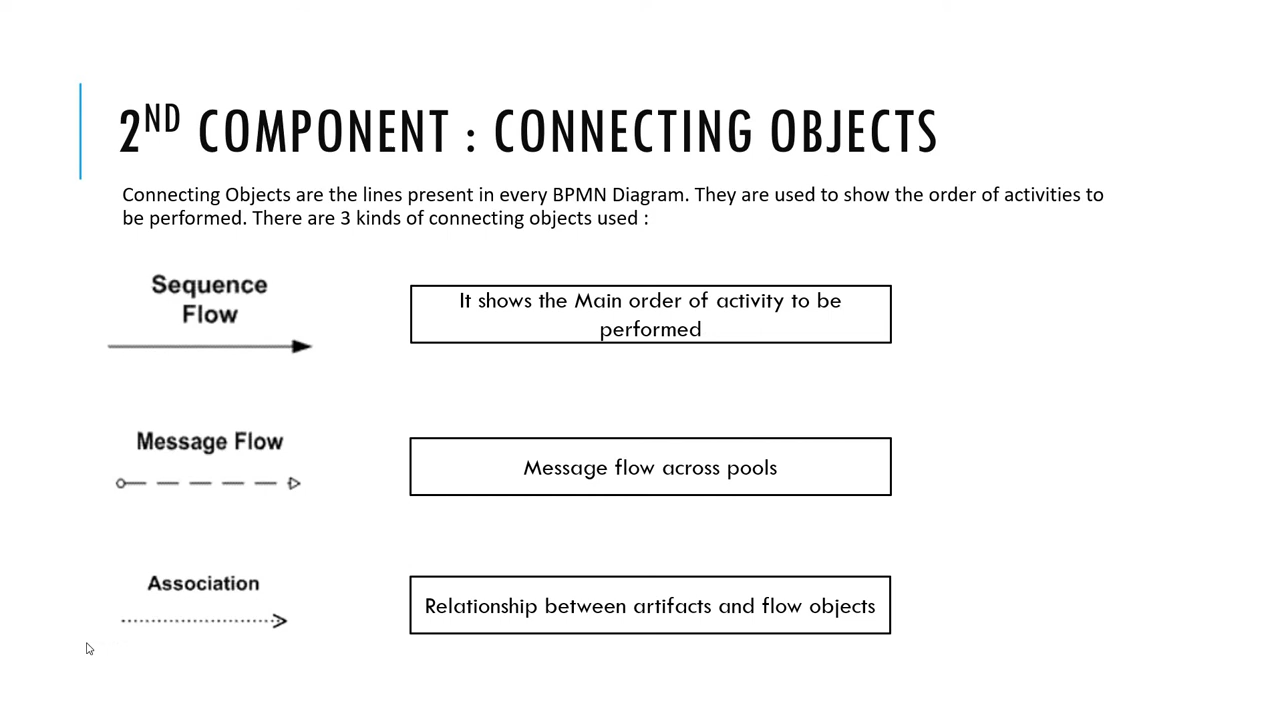 2ND COMPONENT : CONNECTING OBJECTS
Connecting Objects are the lines present in every BPMN Diagram. They are used to show the order of activities to
be performed. There are 3 kinds of connecting objects used :
Sequence
Flow
It shows the Main order of activity to be
performed
Message Flow
Message flow across pools
Association
Relationship between artifacts and flow objects